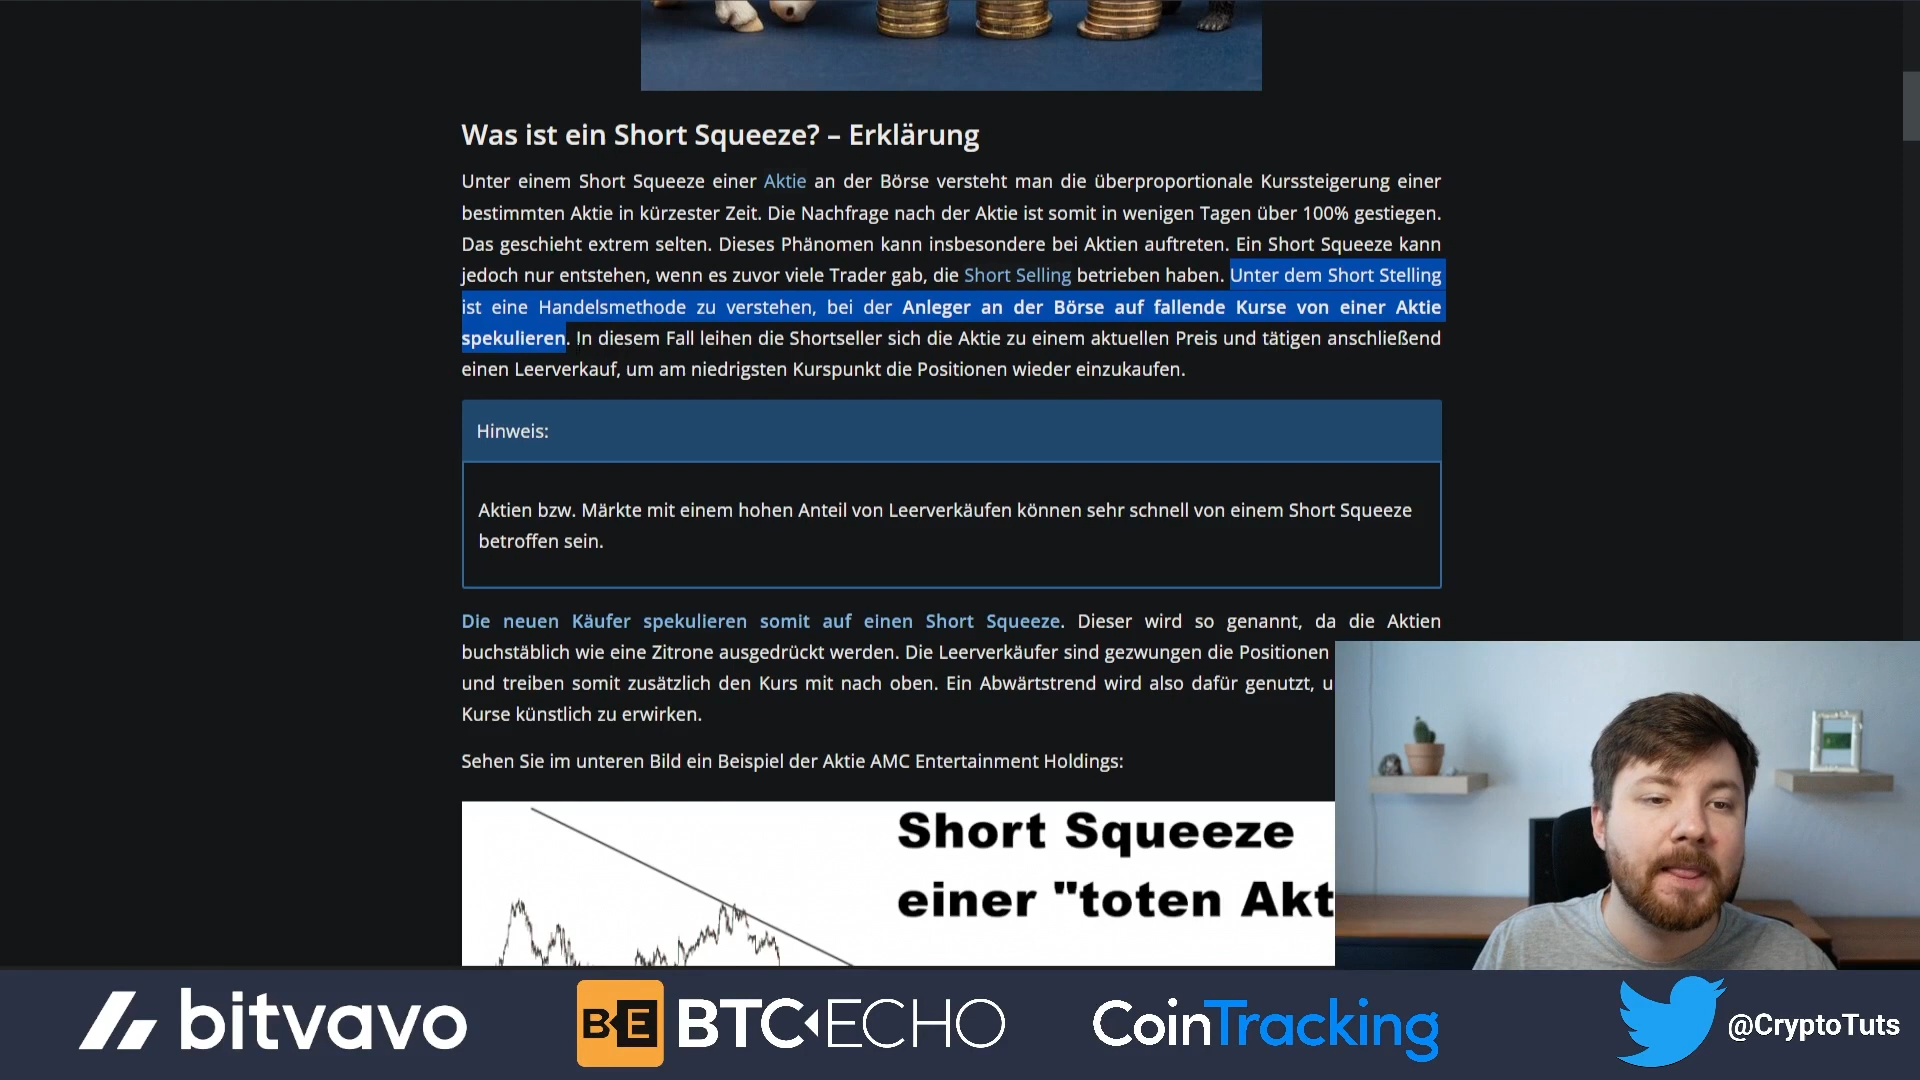 Was ist ein Short Squeeze? – Erklärung
Unter einem Short Squeeze einer Aktie an der Börse versteht man die überproportionale Kurssteigerung einer
bestimmten Aktie in kürzester Zeit. Die Nachfrage nach der Aktie ist somit in wenigen Tagen über 100% gestiegen.
Das geschieht extrem selten. Dieses Phänomen kann insbesondere bei Aktien auftreten. Ein Short Squeeze kann
jedoch nur entstehen, wenn es zuvor viele Trader gab, die Short Selling betrieben haben. Unter dem Short Stelling
ist eine Handelsmethode zu verstehen, bei der Anleger an der Börse auf fallende Kurse von einer Aktie
spekulieren. In diesem Fall leihen die Shortseller sich die Aktie zu einem aktuellen Preis und tätigen anschließend
einen Leerverkauf, um am niedrigsten Kurspunkt die Positionen wieder einzukaufen.
Hinweis:
Aktien bzw. Märkte mit einem hohen Anteil von Leerverkäufen können sehr schnell von einem Short Squeeze
betroffen sein.
Die neuen Käufer spekulieren somit auf einen Short Squeeze. Dieser wird so genannt, da die Aktien
buchstäblich wie eine Zitrone ausgedrückt werden. Die Leerverkäufer sind gezwungen die Positionen
und treiben somit zusätzlich den Kurs mit nach oben. Ein Abwärtstrend wird also dafür genutzt,
Kurse künstlich zu erwirken.
Sehen Sie im unteren Bild ein Beispiel der Aktie AMC Entertainment Holdings:
Short Squeeze
einer "toten Akt
bitvavo
BE BTC ECHO
CoinTracking
@CryptoTuts